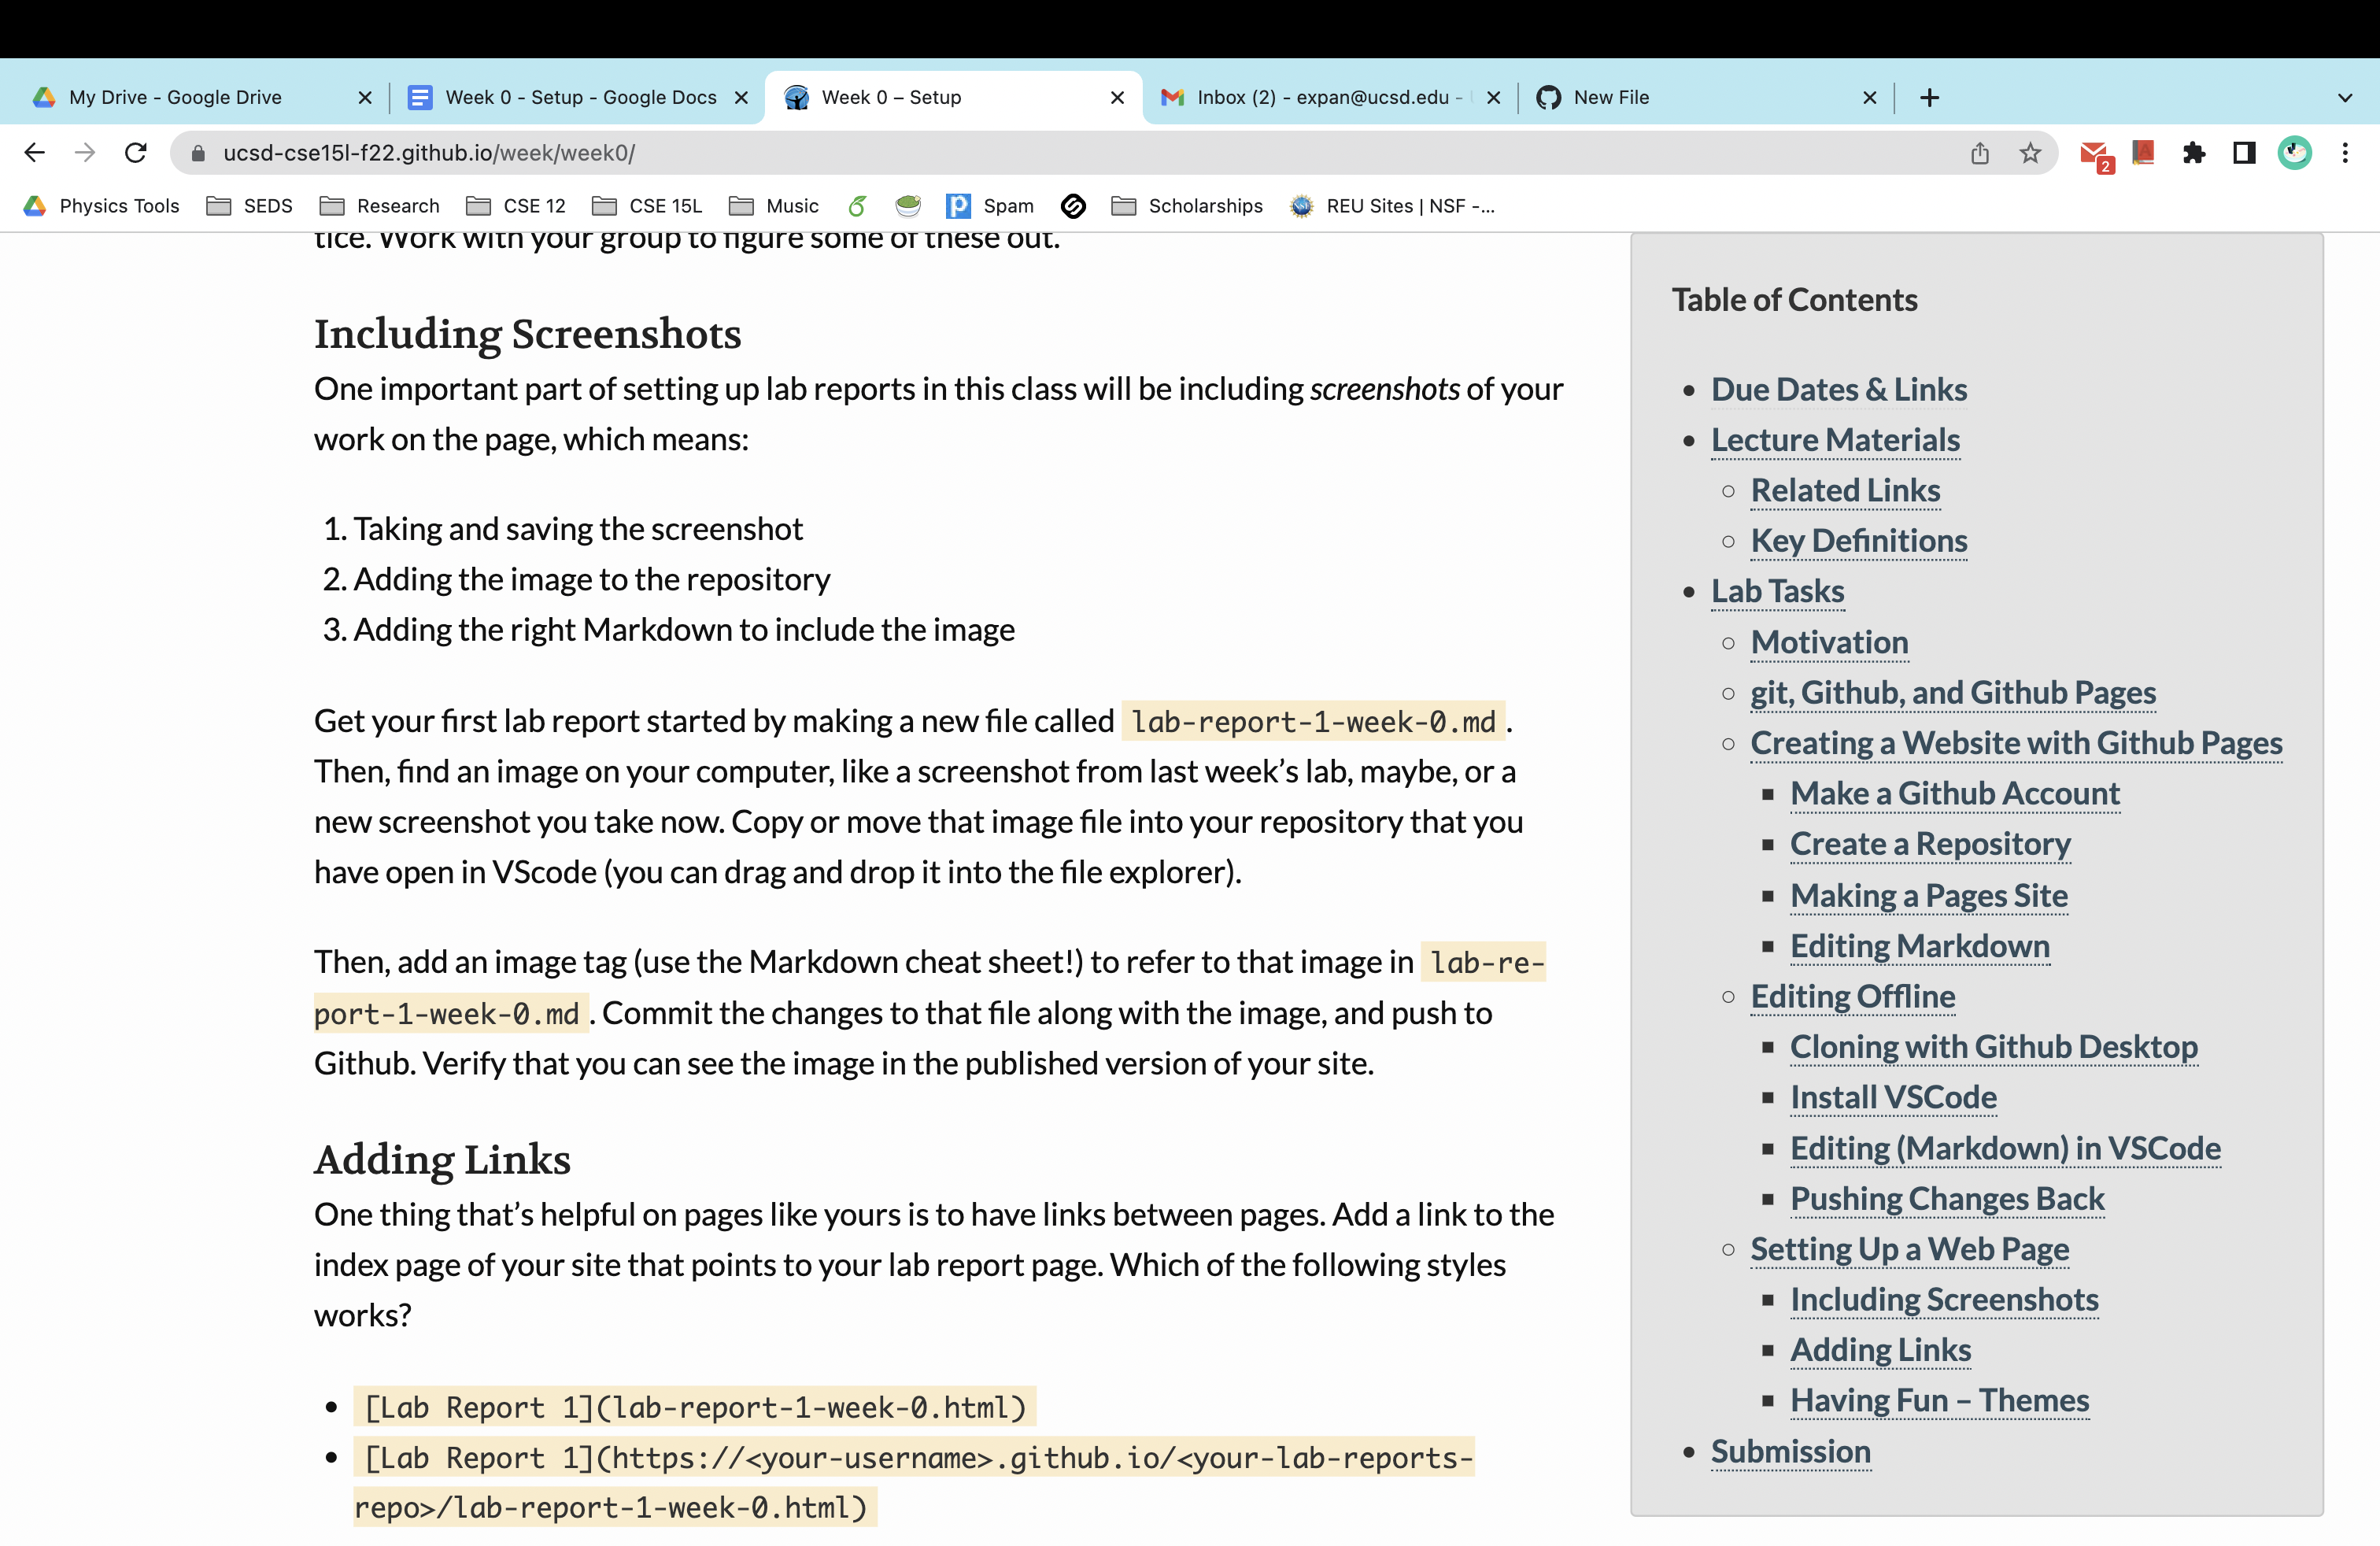 My Drive - Google Drive
Week 0 - Setup - Google Docs
Week 0 – Setup
Inbox (2) - expan@ucsd.edu -
New File
ucsd-cse15l-f22.github.io/week/week0/
2
Physics Tools
SEDS
Research
CSE 12
CSE 15L
Music
Spam
Scholarships
REU Sites | NSF -...
tice. Work with your group to figure some of these out.
Including Screenshots
One important part of setting up lab reports in this class will be including screenshots of your
work on the page, which means:
1. Taking and saving the screenshot
2. Adding the image to the repository
3. Adding the right Markdown to include the image
Get your first lab report started by making a new file called lab-report-1-week-0.md.
Then, find an image on your computer, like a screenshot from last week’s lab, maybe, or a
new screenshot you take now. Copy or move that image file into your repository that you
have open in VScode (you can drag and drop it into the file explorer).
Then, add an image tag (use the Markdown cheat sheet!) to refer to that image in lab-re-
port-1-week-0.md. Commit the changes to that file along with the image, and push to
Github. Verify that you can see the image in the published version of your site.
Adding Links
One thing that’s helpful on pages like yours is to have links between pages. Add a link to the
index page of your site that points to your lab report page. Which of the following styles
works?
[Lab Report 1](lab-report-1-week-0.html)
[Lab Report 1](https://<your-username>.github.io/<your-lab-reports-
repo>/lab-report-1-week-0.html)
Table of Contents
Due Dates & Links
Lecture Materials
Related Links
Key Definitions
Lab Tasks
Motivation
git, Github, and Github Pages
Creating a Website with Github Pages
Make a Github Account
Create a Repository
Making a Pages Site
Editing Markdown
Editing Offline
Cloning with Github Desktop
Install VSCode
Editing (Markdown) in VSCode
Pushing Changes Back
Setting Up a Web Page
Including Screenshots
Adding Links
Having Fun – Themes
Submission